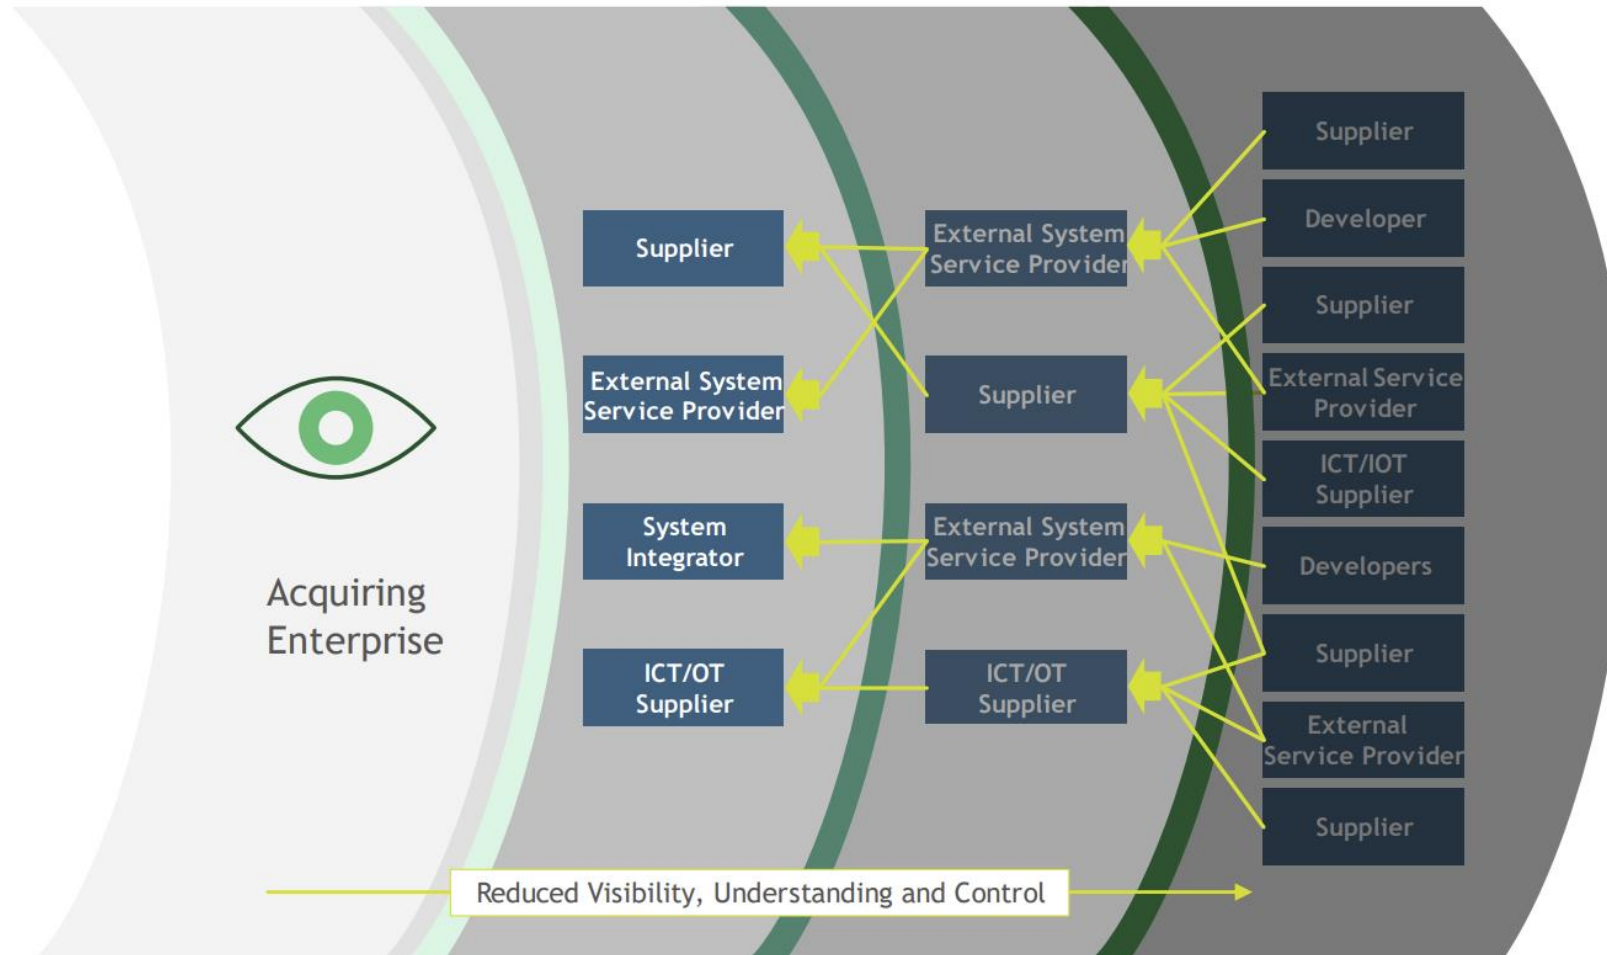 Acquiring
Enterprise
Supplier
External System
Service Provider
System
Integrator
ICT/OT
Supplier
External System
Service Provider
Supplier
External System
Service Provider
ICT/OT
Supplier
Supplier
Developer
Supplier
External Service
Provider
ICT/IOT
Supplier
Developers
Supplier
External
Service Provider
Supplier
Reduced Visibility, Understanding and Control